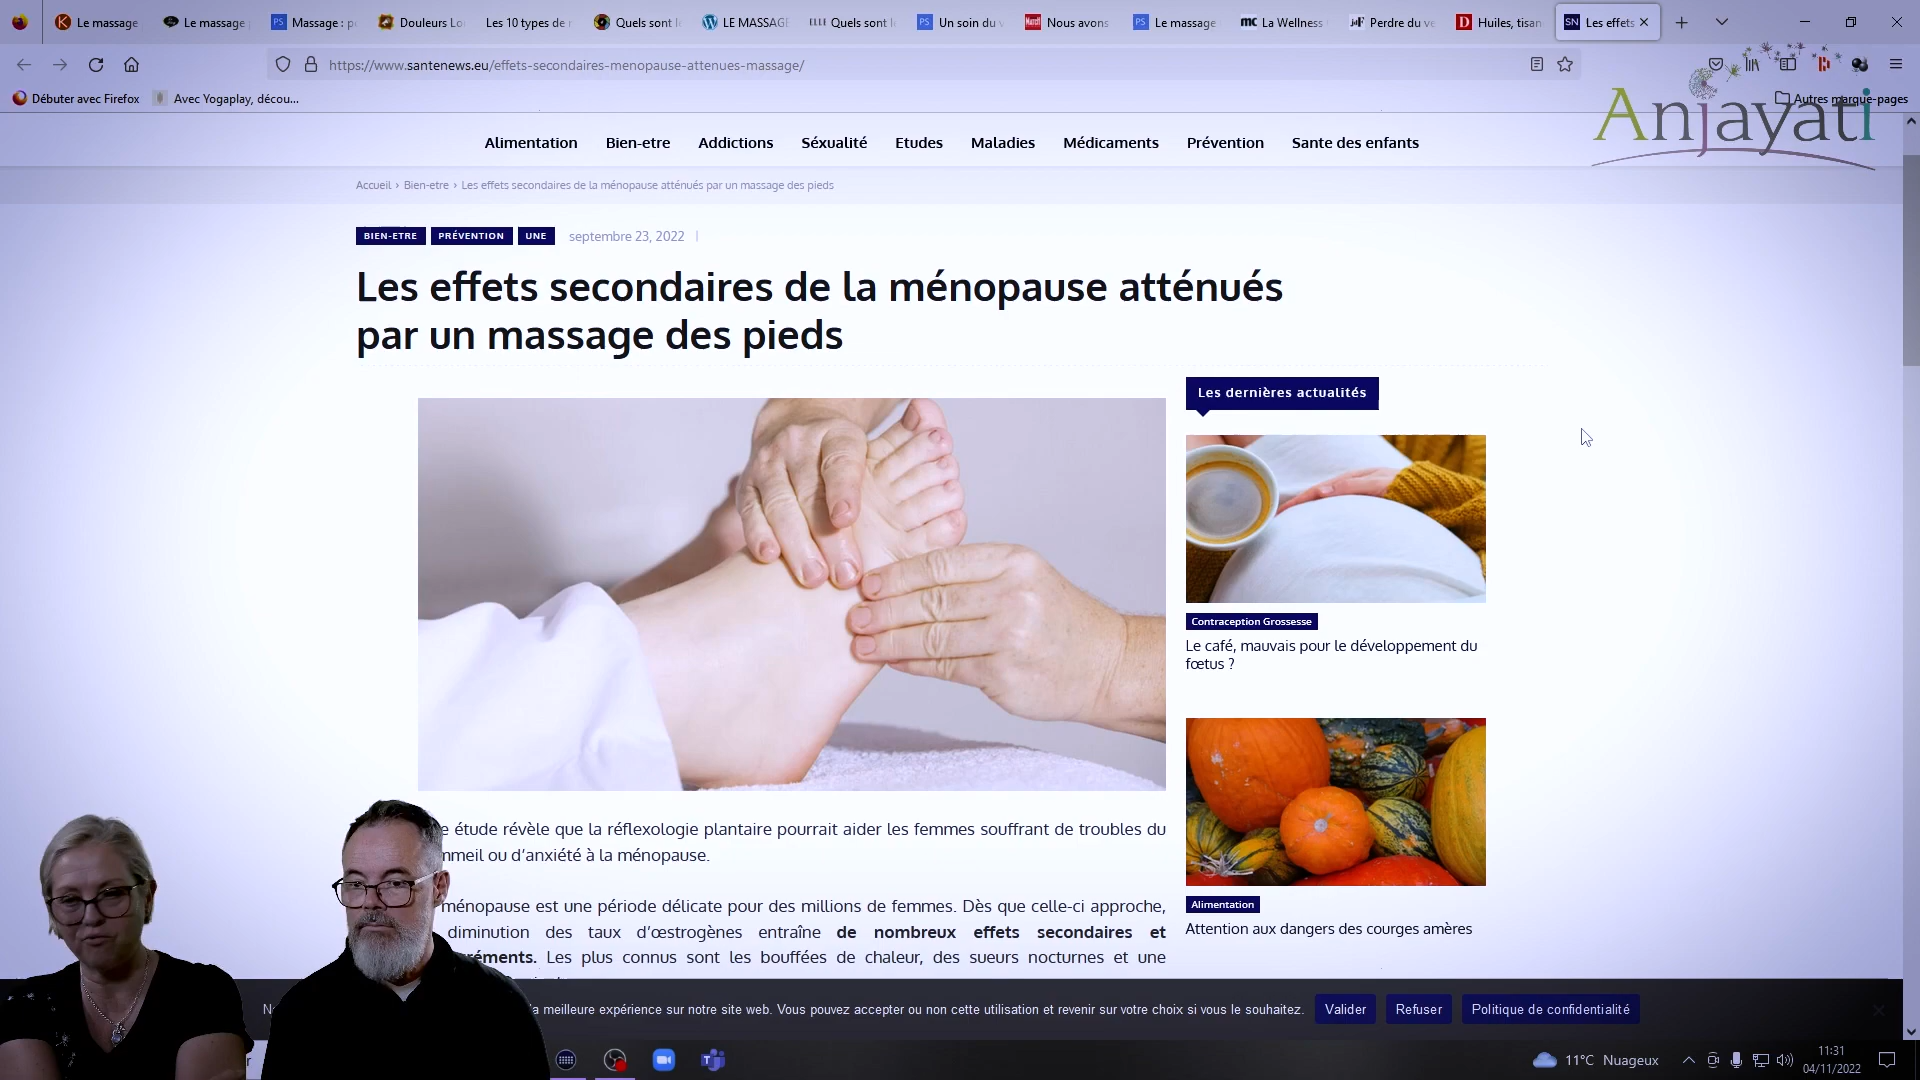 Le massage
Le massage
Massage : p
Douleurs Lo
Les 10 types de
Quels sont l
LE MASSAGE
ELLE Quels sont l
Un soin du v
Nous avons
Le massage
mc La Wellness
Perdre du ve
D Huiles, tisan
SN Les effets
https://www.santenews.eu/effets-secondaires-menopause-attenues-massage/
Débuter avec Firefox
Avec Yogaplay, décou...
Autres marque-pages
Anjayati
Alimentation Bien-etre Addictions Séxualité Etudes Maladies Médicaments Prévention Sante des enfants
Accueil › Bien-etre › Les effets secondaires de la ménopause atténués par un massage des pieds
BIEN-ETRE PRÉVENTION UNE septembre 23, 2022
Les effets secondaires de la ménopause atténués
par un massage des pieds
Les dernières actualités
Contraception Grossesse
Le café, mauvais pour le développement du
fœtus ?
Alimentation
Attention aux dangers des courges amères
e étude révèle que la réflexologie plantaire pourrait aider les femmes souffrant de troubles du
mmeil ou d’anxiété à la ménopause.
ménopause est une période délicate pour des millions de femmes. Dès que celle-ci approche,
diminution des taux d’œstrogènes entraîne de nombreux effets secondaires et
réments. Les plus connus sont les bouffées de chaleur, des sueurs nocturnes et une
la meilleure expérience sur notre site web. Vous pouvez accepter ou non cette utilisation et revenir sur votre choix si vous le souhaitez.
Valider Refuser Politique de confidentialité
11°C Nuageux
11:31
04/11/2022